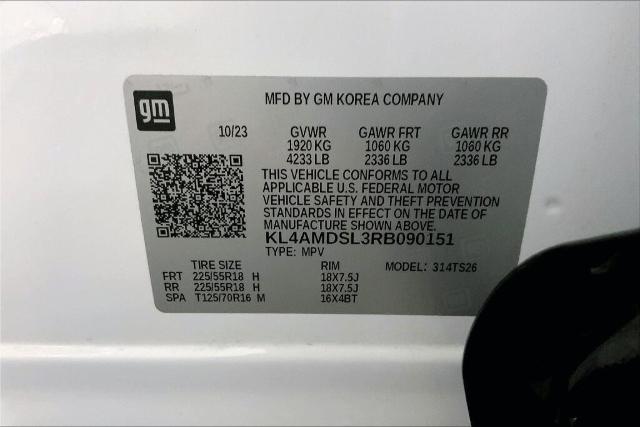 gm
MFD BY GM KOREA COMPANY
10/23 GVWR GAWR FRT GAWR RR
1920 KG 1060 KG 1060 KG
4233 LB 2336 LB 2336 LB
THIS VEHICLE CONFORMS TO ALL
APPLICABLE U.S. FEDERAL MOTOR
VEHICLE SAFETY AND THEFT PREVENTION
STANDARDS IN EFFECT ON THE DATE OF
MANUFACTURE SHOWN ABOVE.
KL4AMDSL3RB090151
TYPE: MPV
TIRE SIZE RIM MODEL: 314TS26
FRT 225/55R18 H 18X7.5J
RR 225/55R18 H 18X7.5J
SPA T125/70R16 M 16X4BT